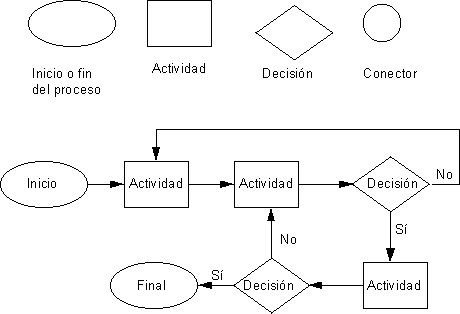 Inicio o fin
del proceso
Actividad
Decisión
Conector
Inicio
Actividad
Actividad
Decisión
No
Sí
No
Final
Sí
Decisión
Actividad